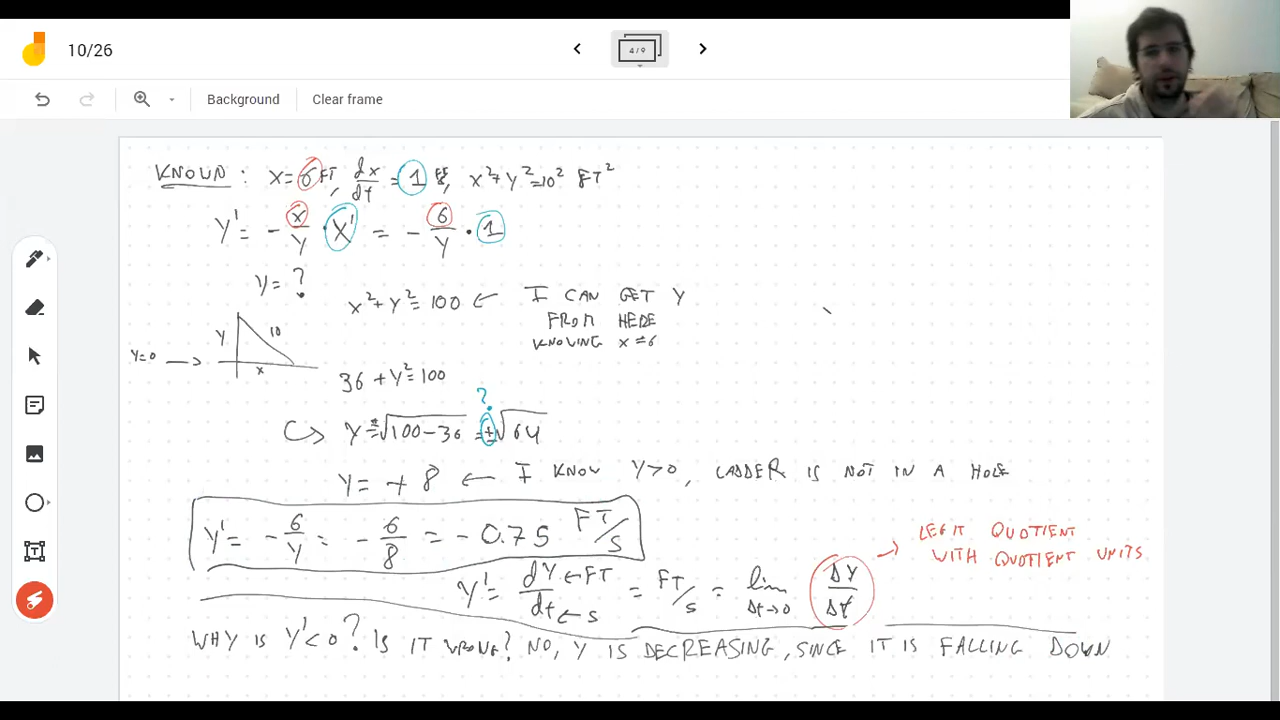 10/26
4/9
Background
Clear frame
KNOWN : X=6 FT, dx/dt = 1 , x²+y²=10² FT²
Y' = - x/y · X' = - 6/y · 1
Y = ?
x²+y²=100 ← I CAN GET Y
FROM HERE
KNOWING X=6
Y 10
Y=0 → x
36 + Y² = 100
?
Y = ±√100-36 = ±√64
Y = +8 ← I KNOW Y>0, LADDER IS NOT IN A HOLE
Y' = - 6/Y = - 6/8 = - 0.75 FT/S
→ LEGIT QUOTIENT
WITH QUOTIENT UNITS
Y' = dY/dt ← FT ← S = FT/S = lim Δt→0 ΔY/Δt
WHY IS Y'<0? IS IT WRONG? NO, Y IS DECREASING, SINCE IT IS FALLING DOWN